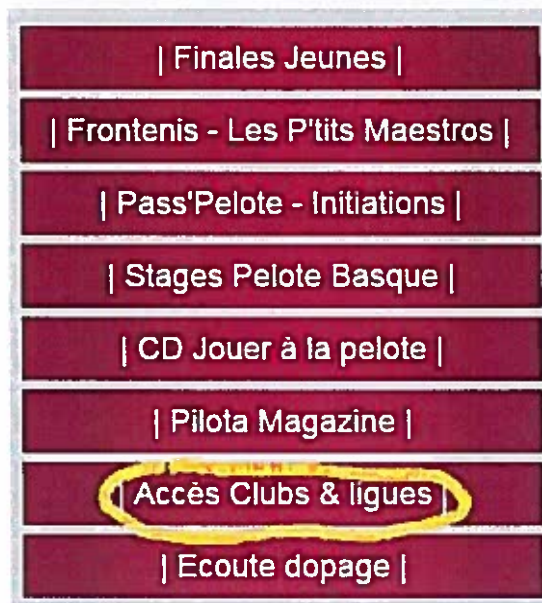 | Finales Jeunes |
| Frontenis - Les P'tits Maestros |
| Pass'Pelote - Initiations |
| Stages Pelote Basque |
| CD Jouer à la pelote |
| Pilota Magazine |
| Accès Clubs & ligues |
| Ecoute dopage |